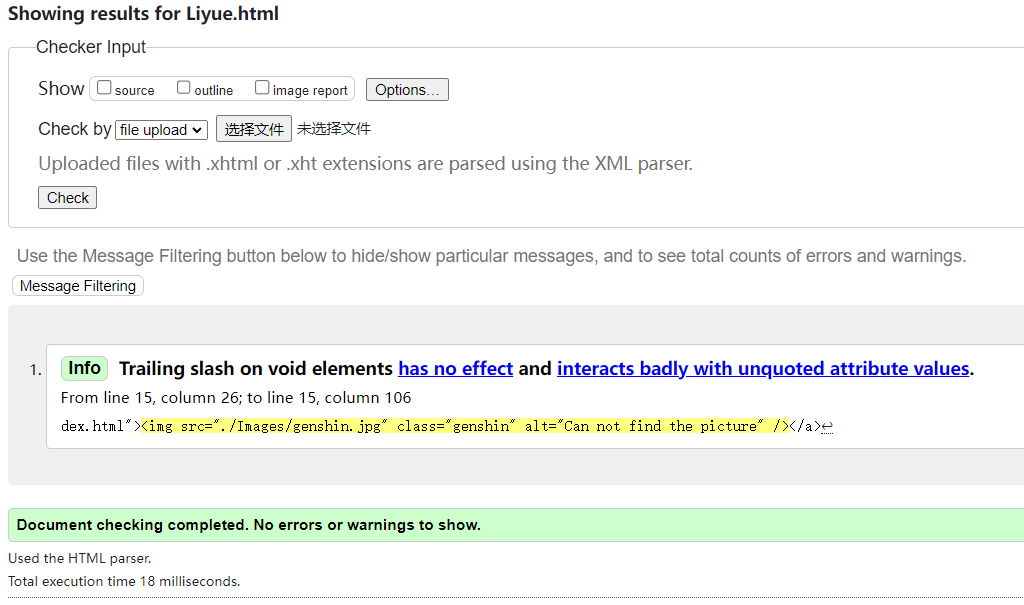 Showing results for Liyue.html
Checker Input
Show source outline image report Options...
Check by file upload 选择文件 未选择文件
Uploaded files with .xhtml or .xht extensions are parsed using the XML parser.
Check
Use the Message Filtering button below to hide/show particular messages, and to see total counts of errors and warnings.
Message Filtering
1. Info Trailing slash on void elements has no effect and interacts badly with unquoted attribute values.
From line 15, column 26; to line 15, column 106
dex.html"><img src="./Images/genshin.jpg" class="genshin" alt="Can not find the picture" /></a>↩
Document checking completed. No errors or warnings to show.
Used the HTML parser.
Total execution time 18 milliseconds.